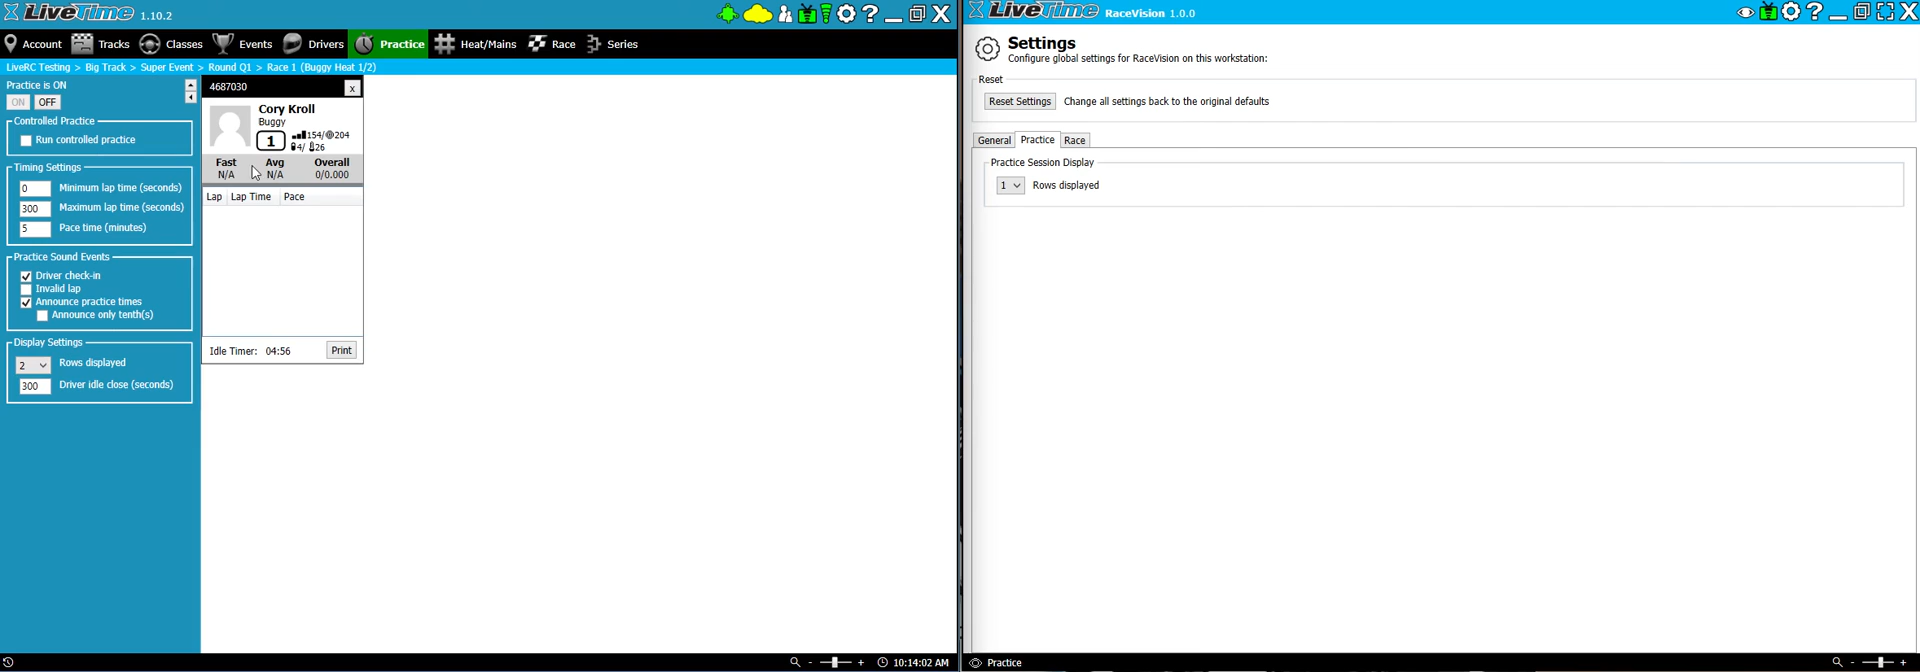 LiveTime 1.10.2
Account Tracks Classes Events Drivers Practice Heat/Mains Race Series
LiveRC Testing > Big Track > Super Event > Round Q1 > Race 1 (Buggy Heat 1/2)
Practice is ON
ON OFF
Controlled Practice
Run controlled practice
Timing Settings
0 Minimum lap time (seconds)
300 Maximum lap time (seconds)
5 Pace time (minutes)
Practice Sound Events
Driver check-in
Invalid lap
Announce practice times
Announce only tenth(s)
Display Settings
2 Rows displayed
300 Driver idle close (seconds)
4687030 x
Cory Kroll
Buggy
1 154/ 204
4/ 26
Fast Avg Overall
N/A N/A 0/0.000
Lap Lap Time Pace
Idle Timer: 04:56 Print
- + 10:14:02 AM
LiveTime RaceVision 1.0.0
Settings
Configure global settings for RaceVision on this workstation:
Reset
Reset Settings Change all settings back to the original defaults
General Practice Race
Practice Session Display
1 Rows displayed
Practice - +